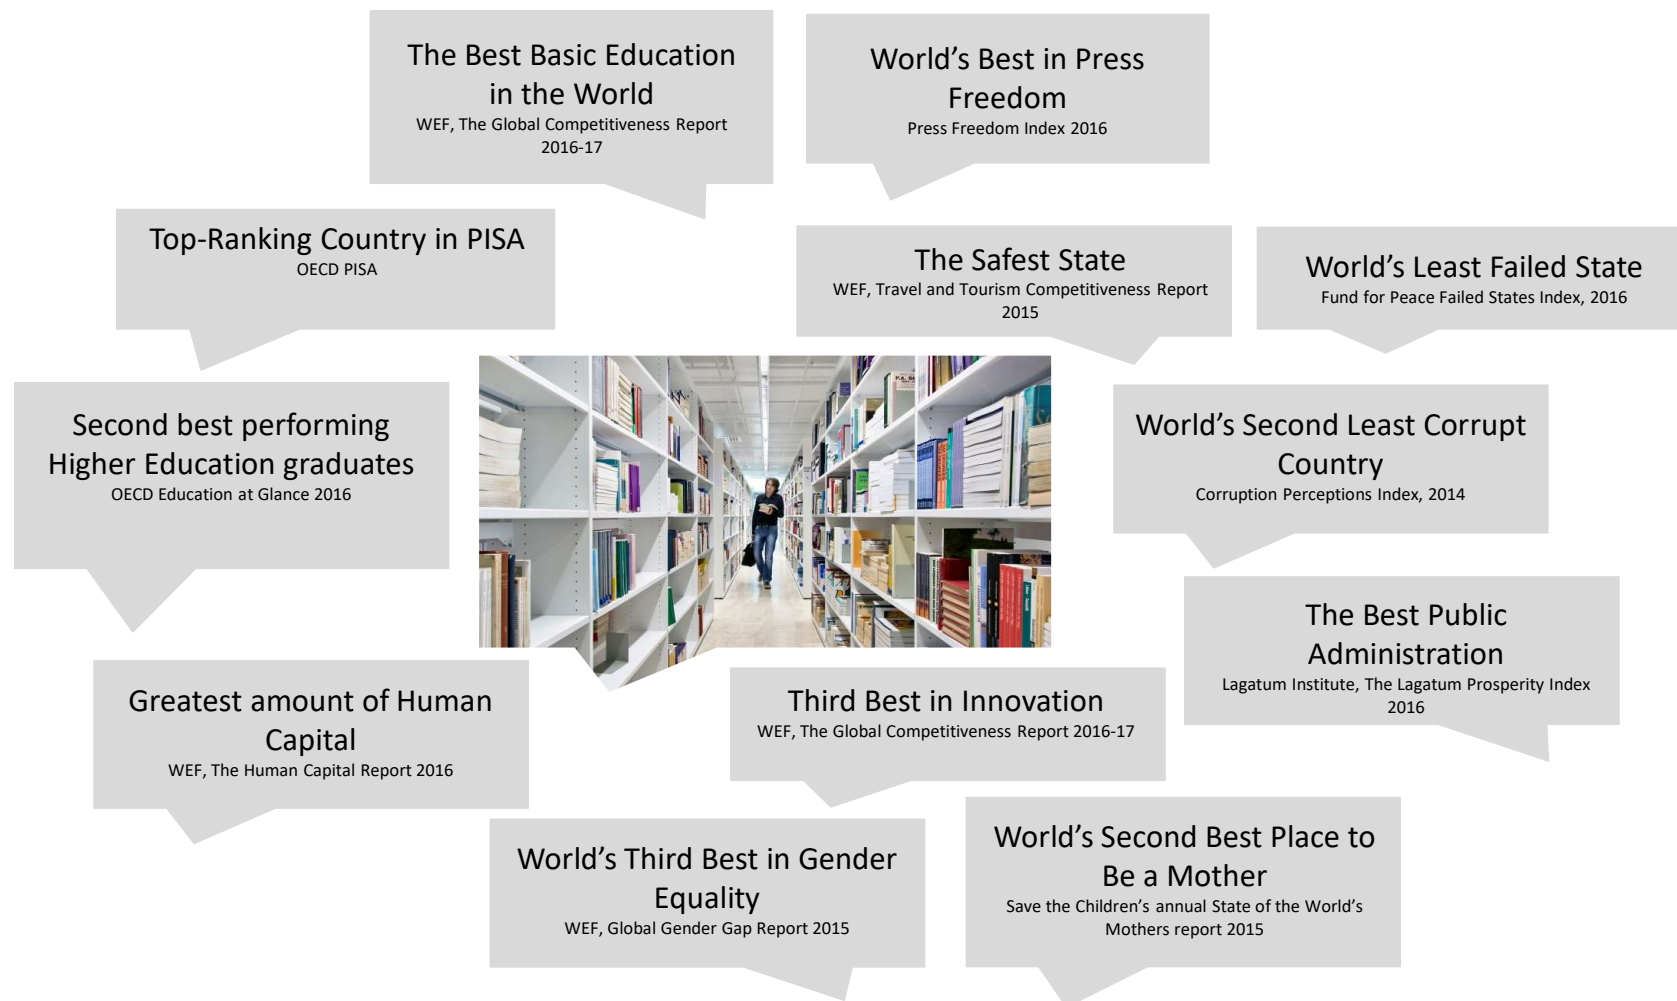 The Best Basic Education
in the World
WEF, The Global Competitiveness Report
2016-17
World's Best in Press
Freedom
Press Freedom Index 2016
Top-Ranking Country in PISA
OECD PISA
The Safest State
WEF, Travel and Tourism Competitiveness Report
2015
World's Least Failed State
Fund for Peace Failed States Index, 2016
Second best performing
Higher Education graduates
OECD Education at Glance 2016
World's Second Least Corrupt
Country
Corruption Perceptions Index, 2014
The Best Public
Administration
Lagatum Institute, The Lagatum Prosperity Index
2016
Greatest amount of Human
Capital
WEF, The Human Capital Report 2016
Third Best in Innovation
WEF, The Global Competitiveness Report 2016-17
World's Third Best in Gender
Equality
WEF, Global Gender Gap Report 2015
World's Second Best Place to
Be a Mother
Save the Children's annual State of the World's
Mothers report 2015